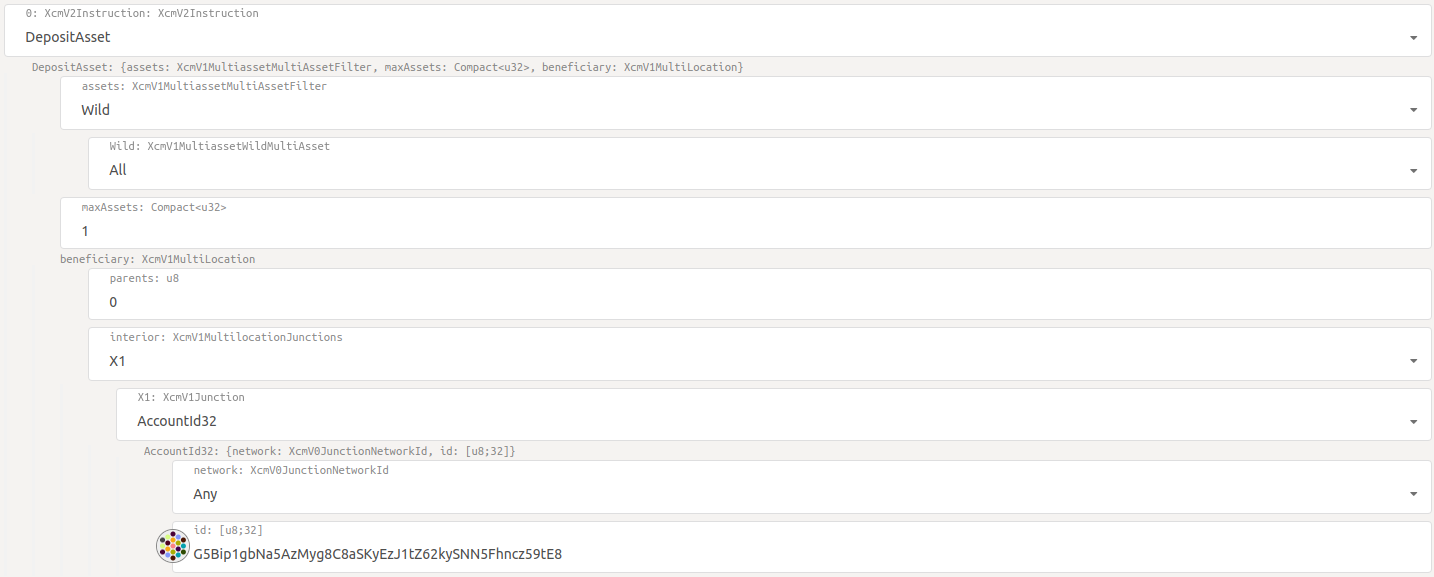 0: XcmV2Instruction: XcmV2Instruction
DepositAsset
DepositAsset: {assets: XcmV1MultiassetMultiAssetFilter, maxAssets: Compact<u32>, beneficiary: XcmV1MultiLocation}
assets: XcmV1MultiassetMultiAssetFilter
Wild
Wild: XcmV1MultiassetWildMultiAsset
All
maxAssets: Compact<u32>
1
beneficiary: XcmV1MultiLocation
parents: u8
0
interior: XcmV1MultilocationJunctions
X1
X1: XcmV1Junction
AccountId32
AccountId32: {network: XcmV0JunctionNetworkId, id: [u8;32]}
network: XcmV0JunctionNetworkId
Any
id: [u8;32]
G5Bip1gbNa5AzMyg8C8aSKyEzJ1tZ62kySNN5Fhncz59tE8